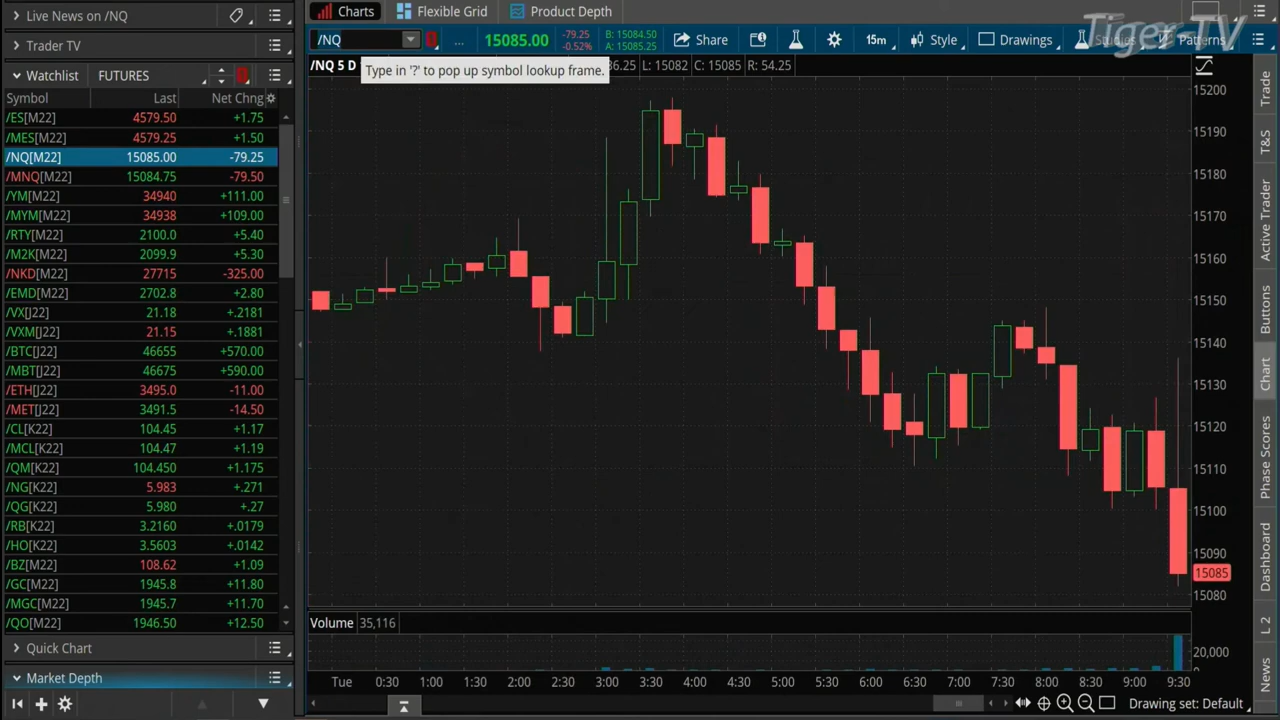 Live News on /NQ
Charts
Flexible Grid
Product Depth
Tiger TV
Trader TV
/NQ
...
15085.00
-79.25
-0.52%
B: 15084.50
A: 15085.25
Share
15m
Style
Drawings
Studies
Patterns
/NQ 5 D
36.25
L: 15082
C: 15085
R: 54.25
Type in '?' to pop up symbol lookup frame.
Watchlist
FUTURES
Symbol Last Net Chng
/ES[M22] 4579.50 +1.75
/MES[M22] 4579.25 +1.50
/NQ[M22] 15085.00 -79.25
/MNQ[M22] 15084.75 -79.50
/YM[M22] 34940 +111.00
/MYM[M22] 34938 +109.00
/RTY[M22] 2100.0 +5.40
/M2K[M22] 2099.9 +5.30
/NKD[M22] 27715 -325.00
/EMD[M22] 2702.8 +2.80
/VX[J22] 21.18 +.2181
/VXM[J22] 21.15 +.1881
/BTC[J22] 46655 +570.00
/MBT[J22] 46675 +590.00
/ETH[J22] 3495.0 -11.00
/MET[J22] 3491.5 -14.50
/CL[K22] 104.45 +1.17
/MCL[K22] 104.47 +1.19
/QM[K22] 104.450 +1.175
/NG[K22] 5.983 +.271
/QG[K22] 5.980 +.27
/RB[K22] 3.2160 +.0179
/HO[K22] 3.5603 +.0142
/BZ[M22] 108.62 +1.09
/GC[M22] 1945.8 +11.80
/MGC[M22] 1945.7 +11.70
/QO[M22] 1946.50 +12.50
Quick Chart
Market Depth
15200
15190
15180
15170
15160
15150
15140
15130
15120
15110
15100
15090
15085
15080
Volume 35,116
20,000
0
Tue 0:30 1:00 1:30 2:00 2:30 3:00 3:30 4:00 4:30 5:00 5:30 6:00 6:30 7:00 7:30 8:00 8:30 9:00 9:30
Drawing set: Default
Trade
T&S
Active Trader
Buttons
Chart
Phase Scores
Dashboard
L 2
News